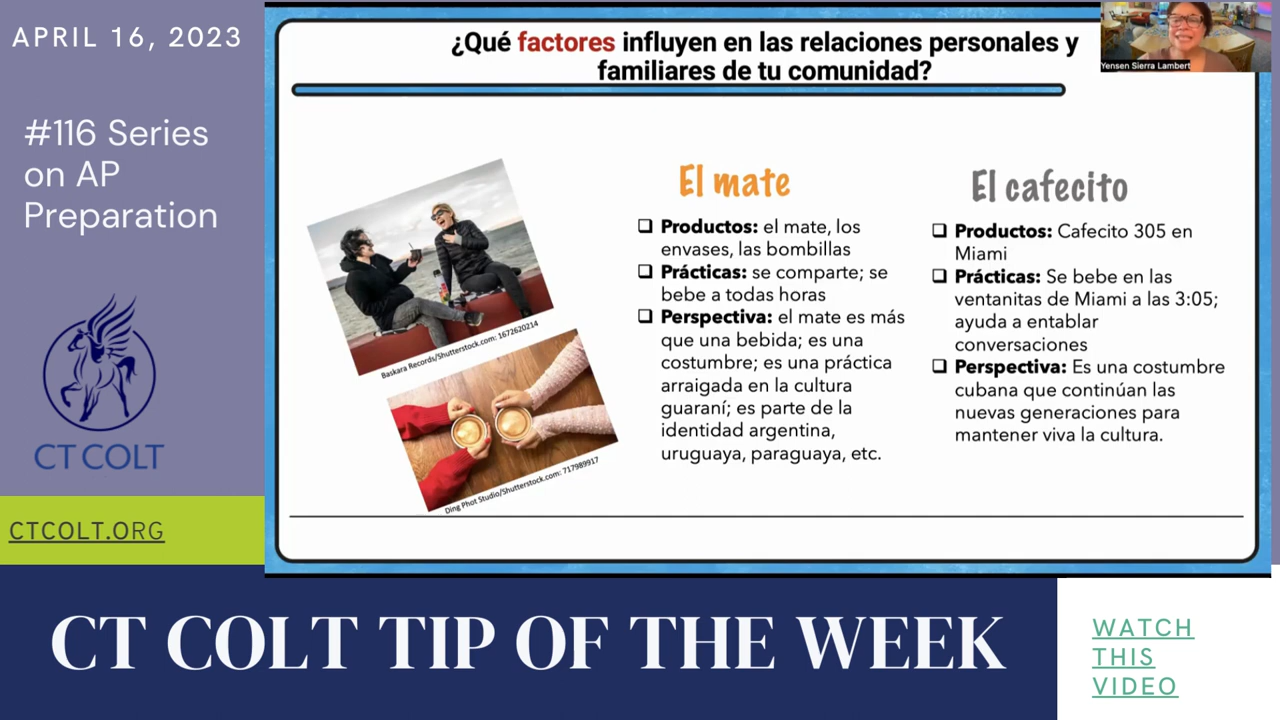 APRIL 16, 2023
#116 Series
on AP
Preparation
CT COLT
CTCOLT.ORG
¿Qué factores influyen en las relaciones personales y
familiares de tu comunidad?
Yensen Sierra Lambert
Baskara Records/Shutterstock.com: 1672620214
Ding Phot Studio/Shutterstock.com: 717989917
El mate
❑ Productos: el mate, los
envases, las bombillas
❑ Prácticas: se comparte; se
bebe a todas horas
❑ Perspectiva: el mate es más
que una bebida; es una
costumbre; es una práctica
arraigada en la cultura
guaraní; es parte de la
identidad argentina,
uruguaya, paraguaya, etc.
El cafecito
❑ Productos: Cafecito 305 en
Miami
❑ Prácticas: Se bebe en las
ventanitas de Miami a las 3:05;
ayuda a entablar
conversaciones
❑ Perspectiva: Es una costumbre
cubana que continúan las
nuevas generaciones para
mantener viva la cultura.
CT COLT TIP OF THE WEEK
WATCH
THIS
VIDEO